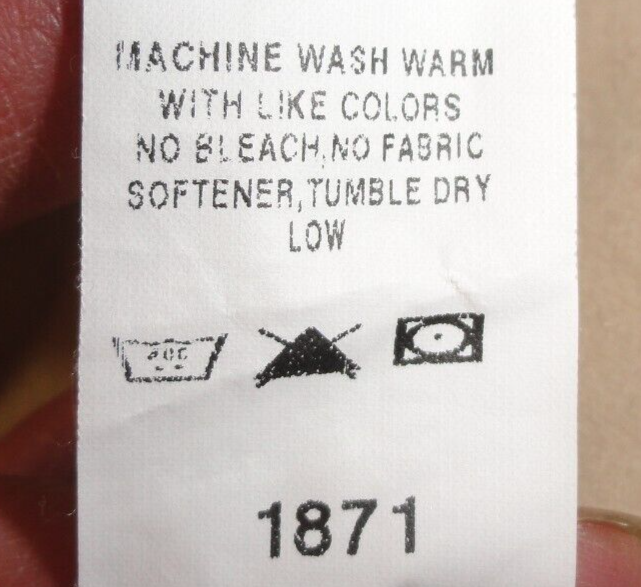 MACHINE WASH WARM
WITH LIKE COLORS
NO BLEACH,NO FABRIC
SOFTENER,TUMBLE DRY
LOW
1871